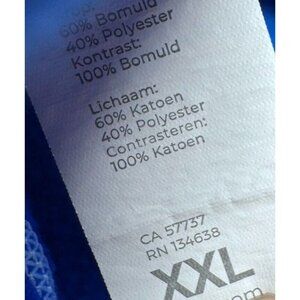 60% Bomuld
40% Polyester
Kontrast:
100% Bomuld
Lichaam:
60% Katoen
40% Polyester
Contrasteren:
100% Katoen
CA 57737
RN 134638
XXL